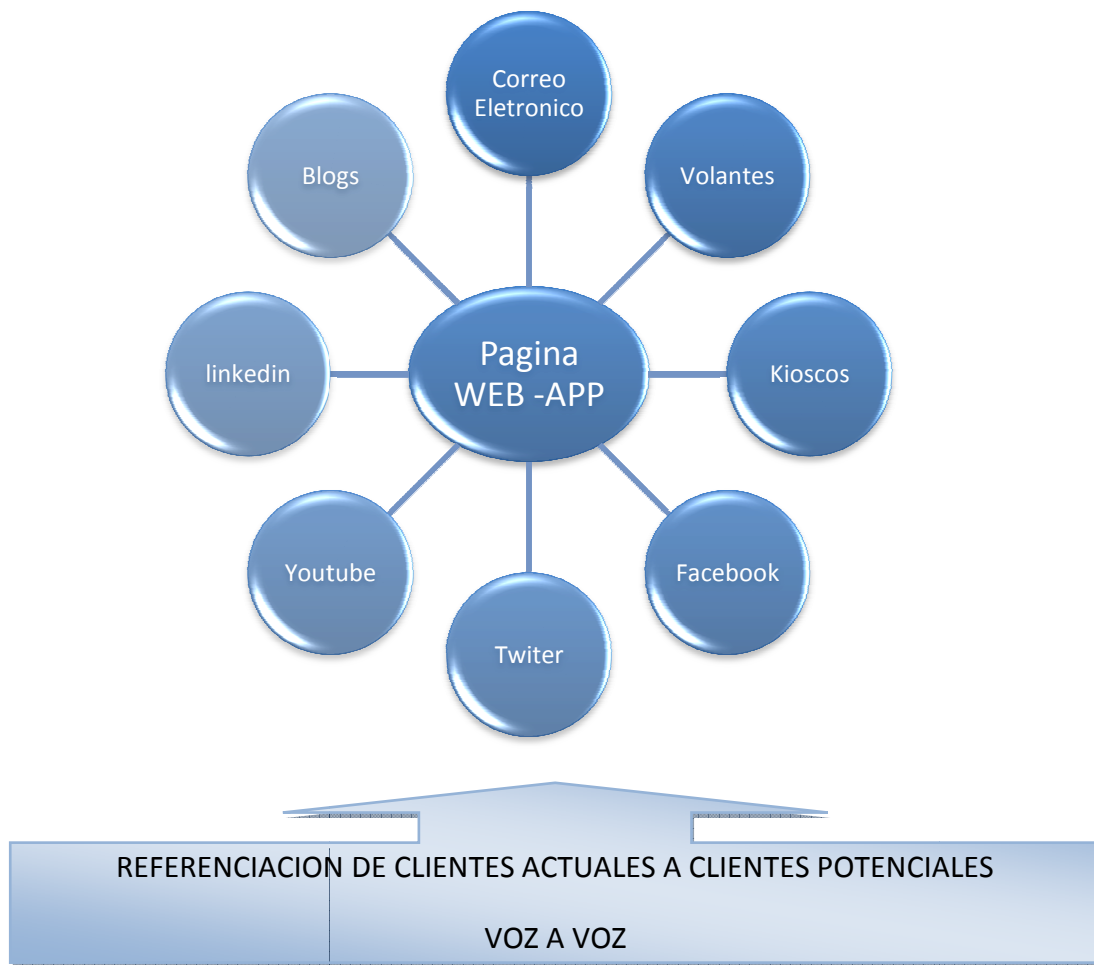 Correo
Eletronico
Blogs
Volantes
linkedin
Pagina
WEB -APP
Kioscos
Youtube
Facebook
Twiter
REFERENCIACION DE CLIENTES ACTUALES A CLIENTES POTENCIALES
VOZ A VOZ